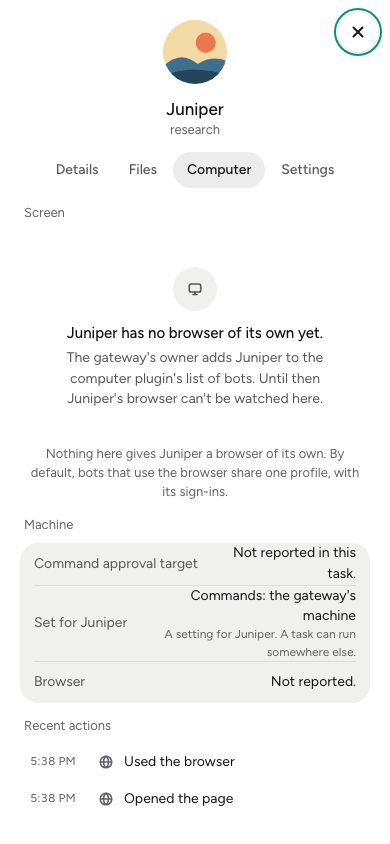 Juniper
research
Details Files Computer Settings
Screen
Juniper has no browser of its own yet.
The gateway's owner adds Juniper to the
computer plugin's list of bots. Until then
Juniper's browser can't be watched here.
Nothing here gives Juniper a browser of its own. By
default, bots that use the browser share one profile, with
its sign-ins.
Machine
Command approval target
Not reported in this
task.
Set for Juniper
Commands: the gateway's
machine
A setting for Juniper. A task can run
somewhere else.
Browser
Not reported.
Recent actions
5:38 PM Used the browser
5:38 PM Opened the page